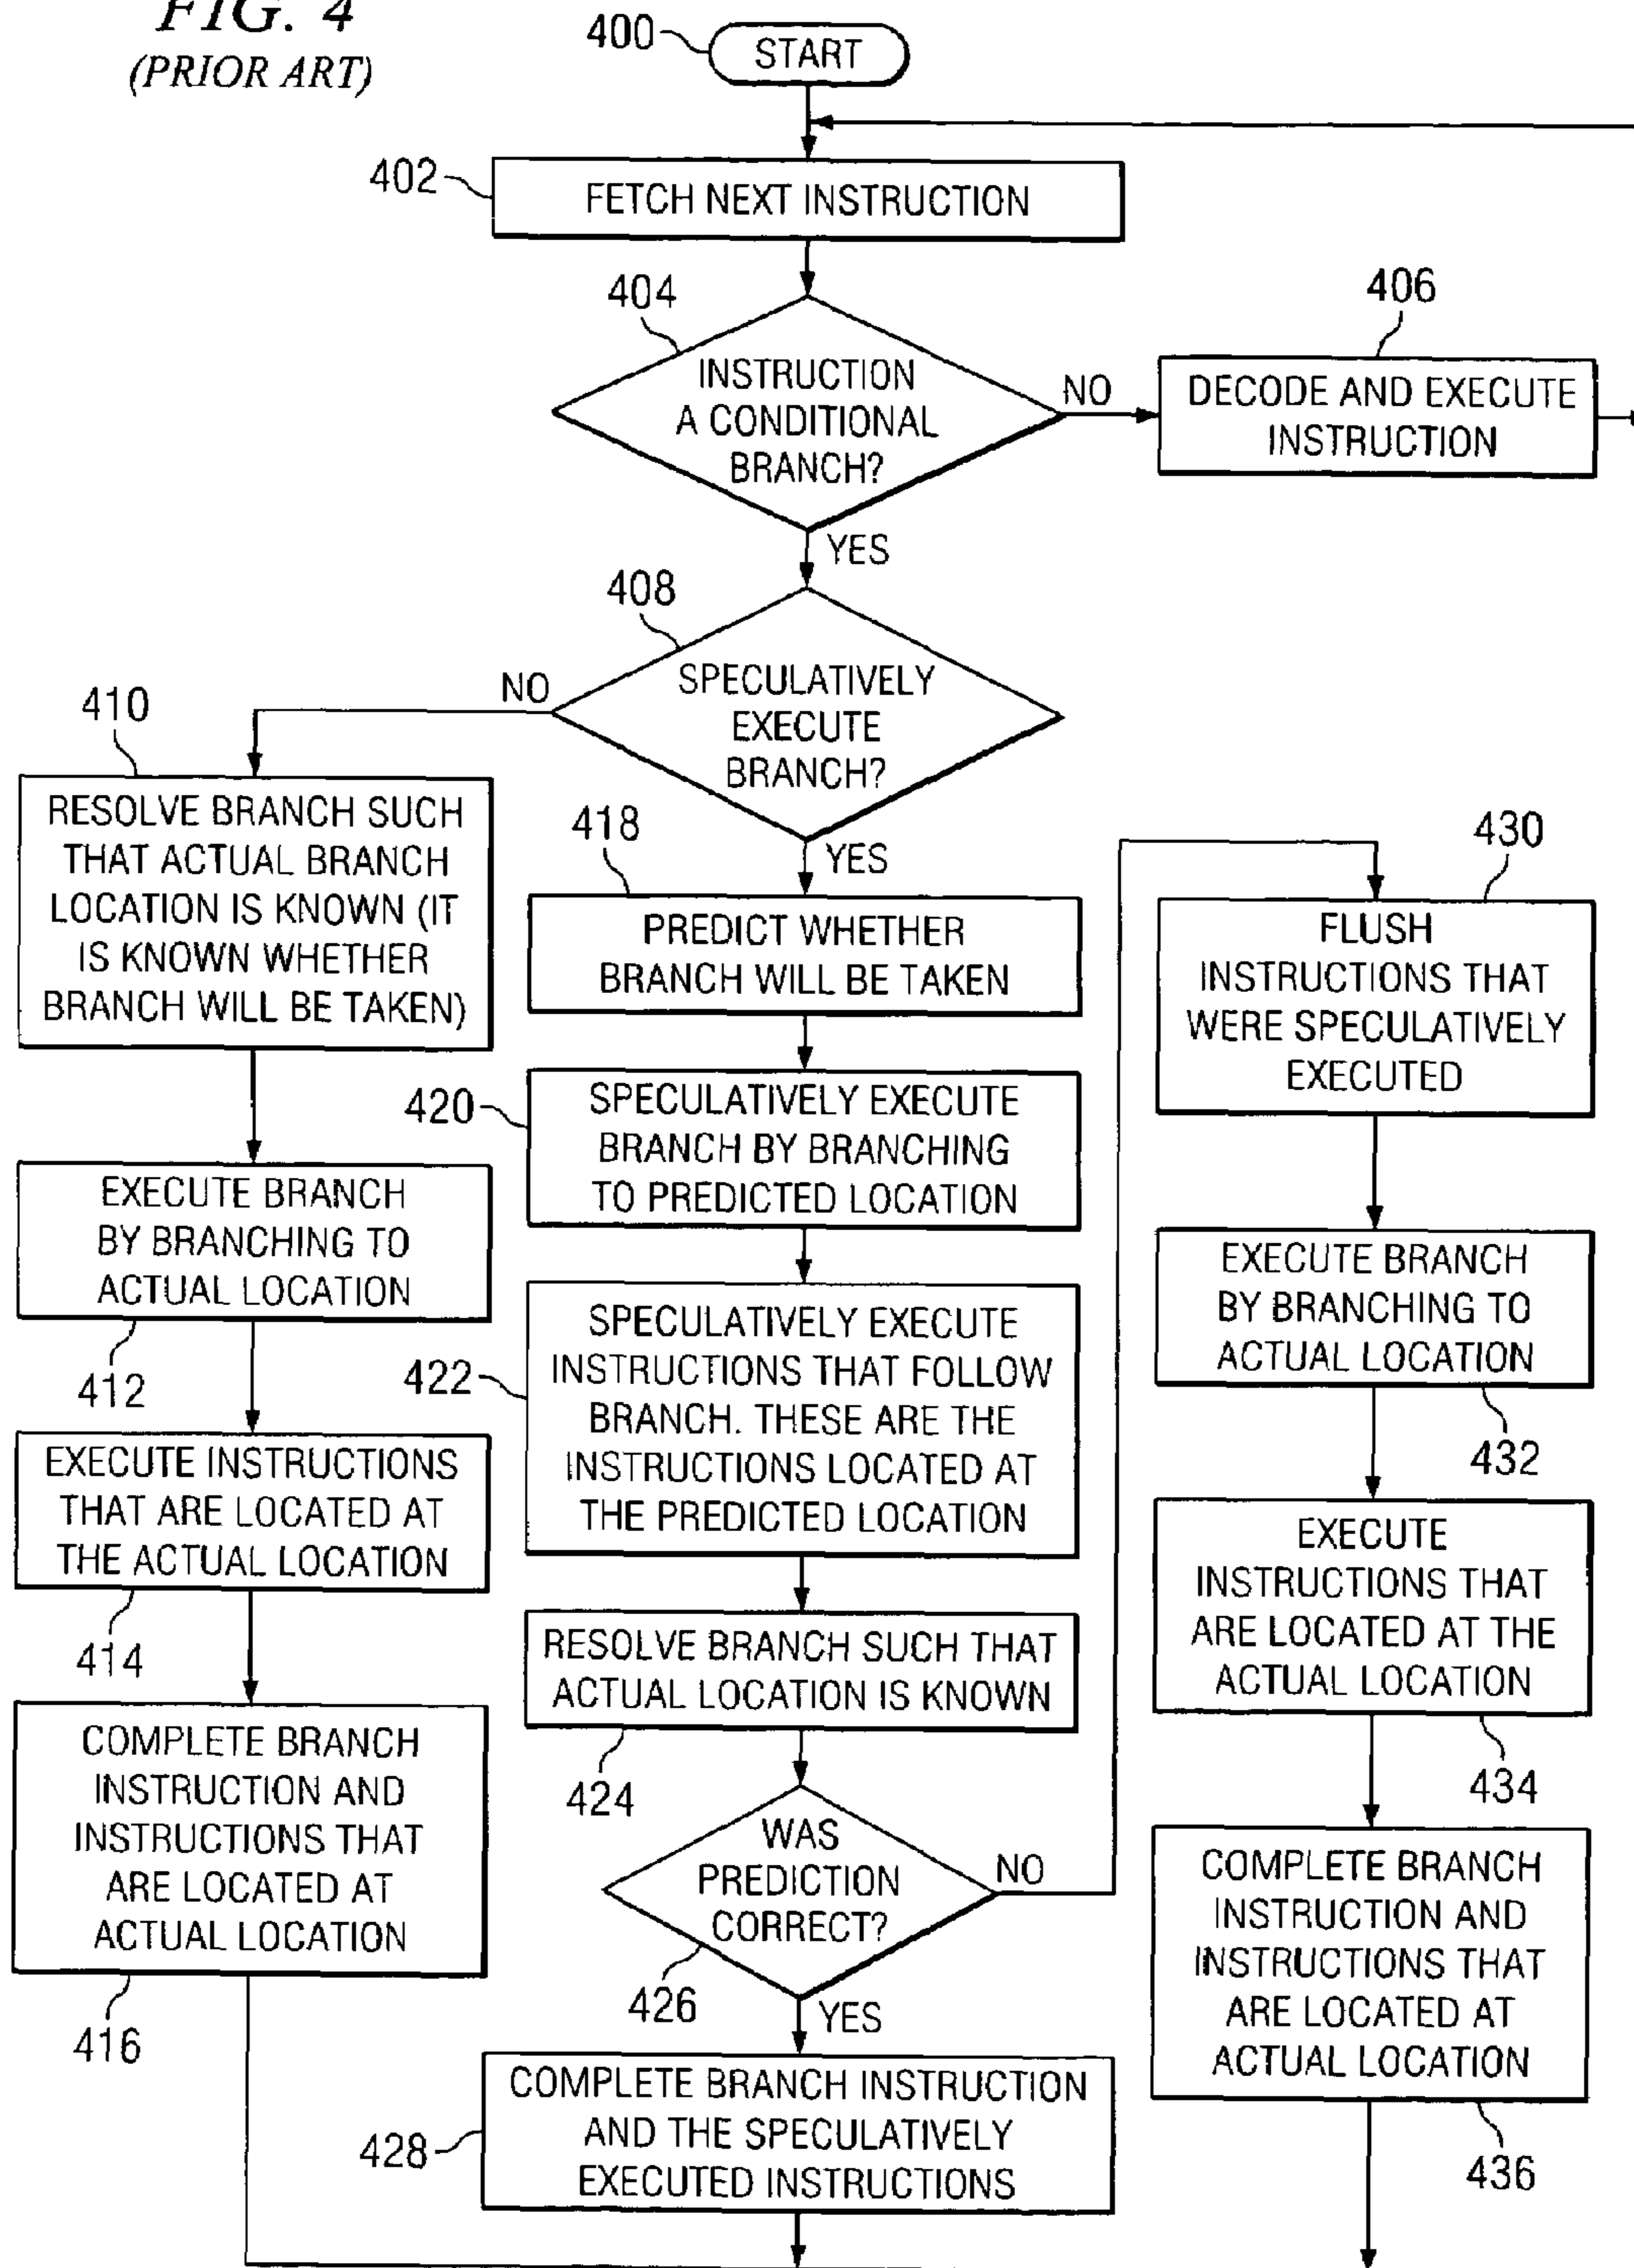 FIG. 4
(PRIOR ART)
400
START
402
FETCH NEXT INSTRUCTION
404
INSTRUCTION
A CONDITIONAL
BRANCH?
NO
406
DECODE AND EXECUTE
INSTRUCTION
YES
408
SPECULATIVELY
EXECUTE
BRANCH?
NO
410
RESOLVE BRANCH SUCH
THAT ACTUAL BRANCH
LOCATION IS KNOWN (IT
IS KNOWN WHETHER
BRANCH WILL BE TAKEN)
EXECUTE BRANCH
BY BRANCHING TO
ACTUAL LOCATION
412
EXECUTE INSTRUCTIONS
THAT ARE LOCATED AT
THE ACTUAL LOCATION
414
COMPLETE BRANCH
INSTRUCTION AND
INSTRUCTIONS THAT
ARE LOCATED AT
ACTUAL LOCATION
416
YES
418
PREDICT WHETHER
BRANCH WILL BE TAKEN
420
SPECULATIVELY EXECUTE
BRANCH BY BRANCHING
TO PREDICTED LOCATION
422
SPECULATIVELY EXECUTE
INSTRUCTIONS THAT FOLLOW
BRANCH. THESE ARE THE
INSTRUCTIONS LOCATED AT
THE PREDICTED LOCATION
RESOLVE BRANCH SUCH THAT
ACTUAL LOCATION IS KNOWN
424
WAS
PREDICTION
CORRECT?
426
NO
YES
428
COMPLETE BRANCH INSTRUCTION
AND THE SPECULATIVELY
EXECUTED INSTRUCTIONS
430
FLUSH
INSTRUCTIONS THAT
WERE SPECULATIVELY
EXECUTED
EXECUTE BRANCH
BY BRANCHING TO
ACTUAL LOCATION
432
EXECUTE
INSTRUCTIONS THAT
ARE LOCATED AT THE
ACTUAL LOCATION
434
COMPLETE BRANCH
INSTRUCTION AND
INSTRUCTIONS THAT
ARE LOCATED AT
ACTUAL LOCATION
436